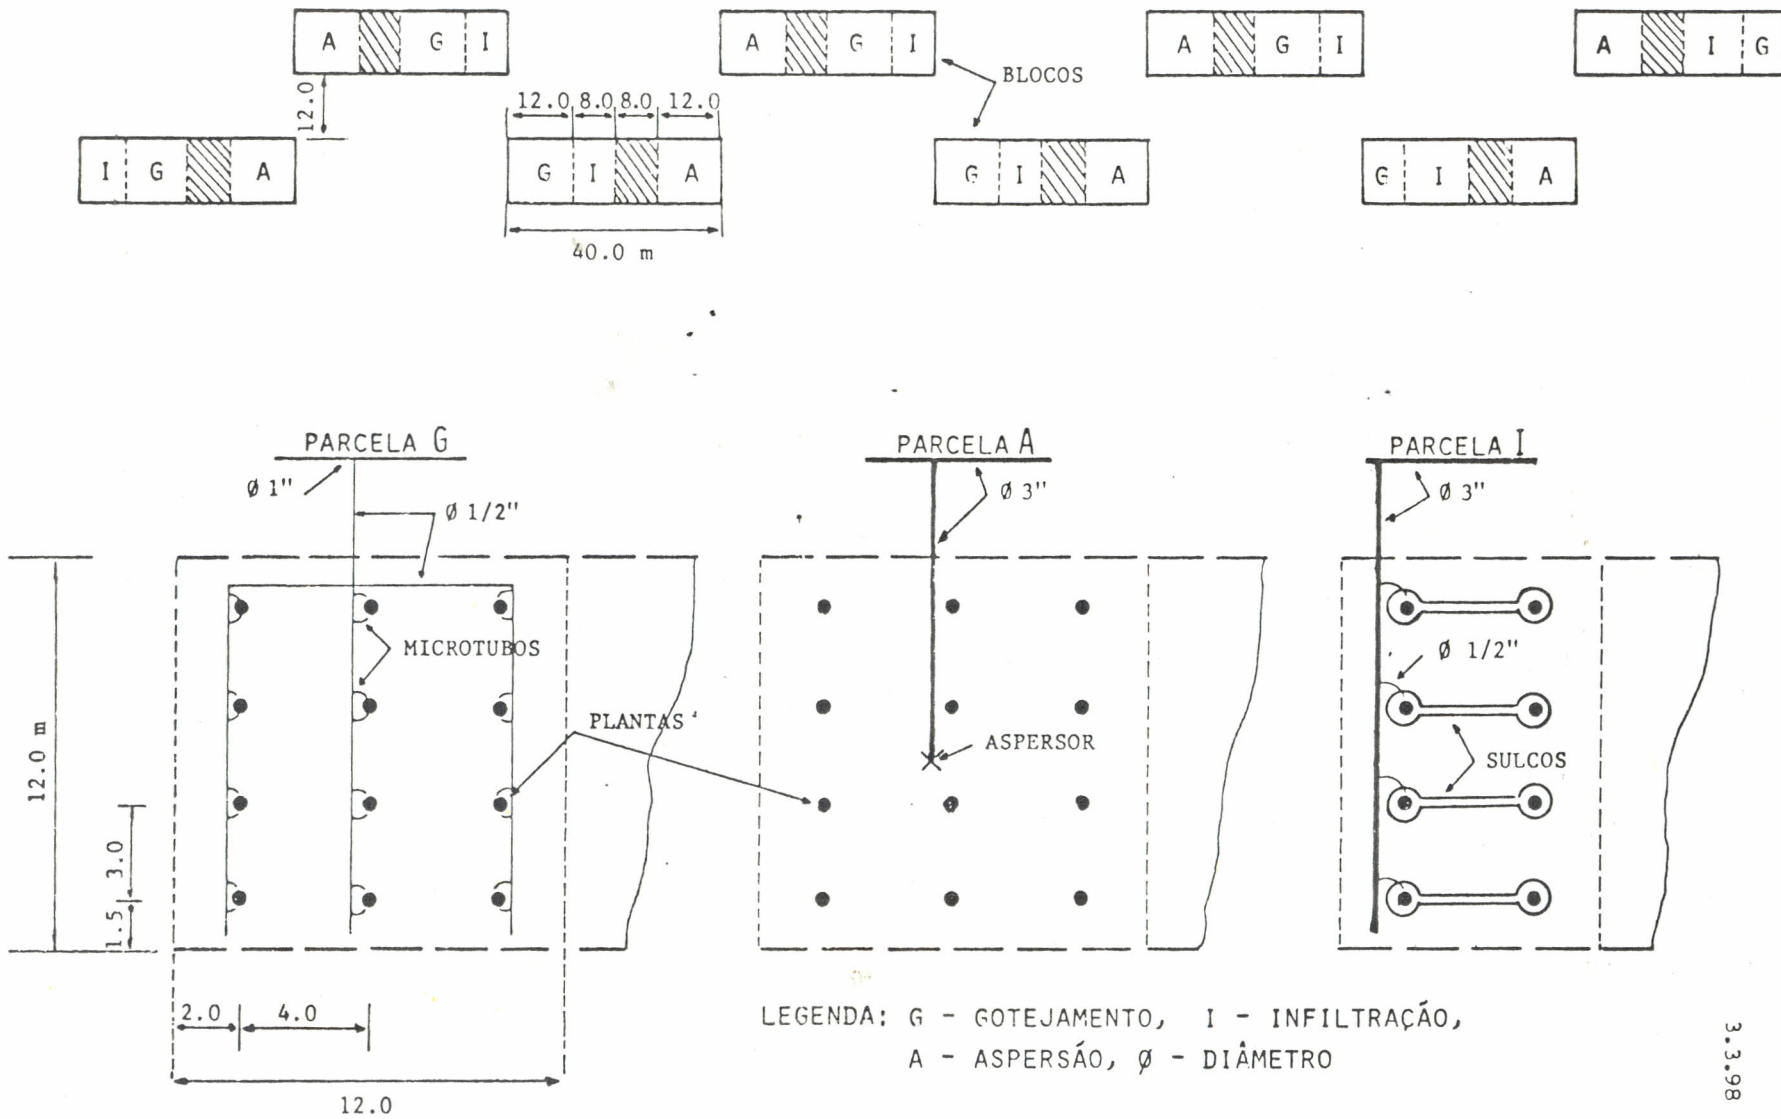 A G I
A G I
A G I
A I G
BLOCOS
12.0
12.0 8.0 8.0 12.0
I G A
G I A
G I A
G I A
40.0 m
PARCELA G
PARCELA A
PARCELA I
Ø 1"
Ø 1/2"
Ø 3"
Ø 3"
MICROTUBOS
Ø 1/2"
PLANTAS
ASPERSOR
SULCOS
12.0 m
3.0
1.5
2.0 4.0
12.0
LEGENDA: G - GOTEJAMENTO, I - INFILTRAÇÃO,
A - ASPERSÃO, Ø - DIÂMETRO
3.3.98